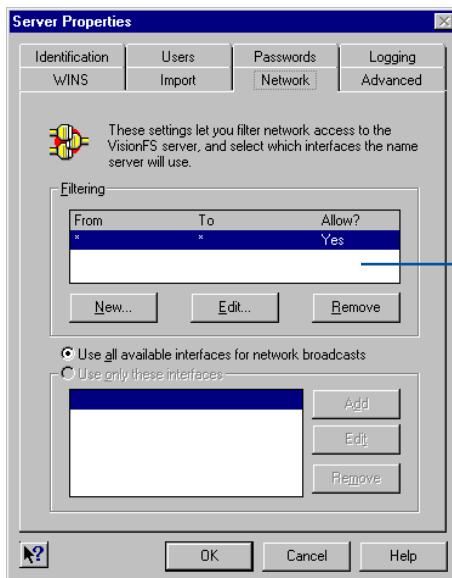 Server Properties
Identification Users Passwords Logging
WINS Import Network Advanced
These settings let you filter network access to the
VisionFS server, and select which interfaces the name
server will use.
Filtering
From To Allow?
* * Yes
New... Edit... Remove
Use all available interfaces for network broadcasts
Use only these interfaces
Add
Edit
Remove
?
OK Cancel Help